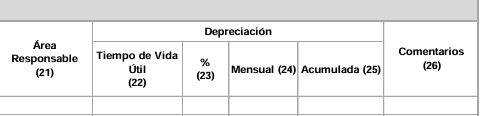 Depreciación
Área
Responsable
(21)
Tiempo de Vida
Útil
(22)
%
(23)
Mensual (24)
Acumulada (25)
Comentarios
(26)